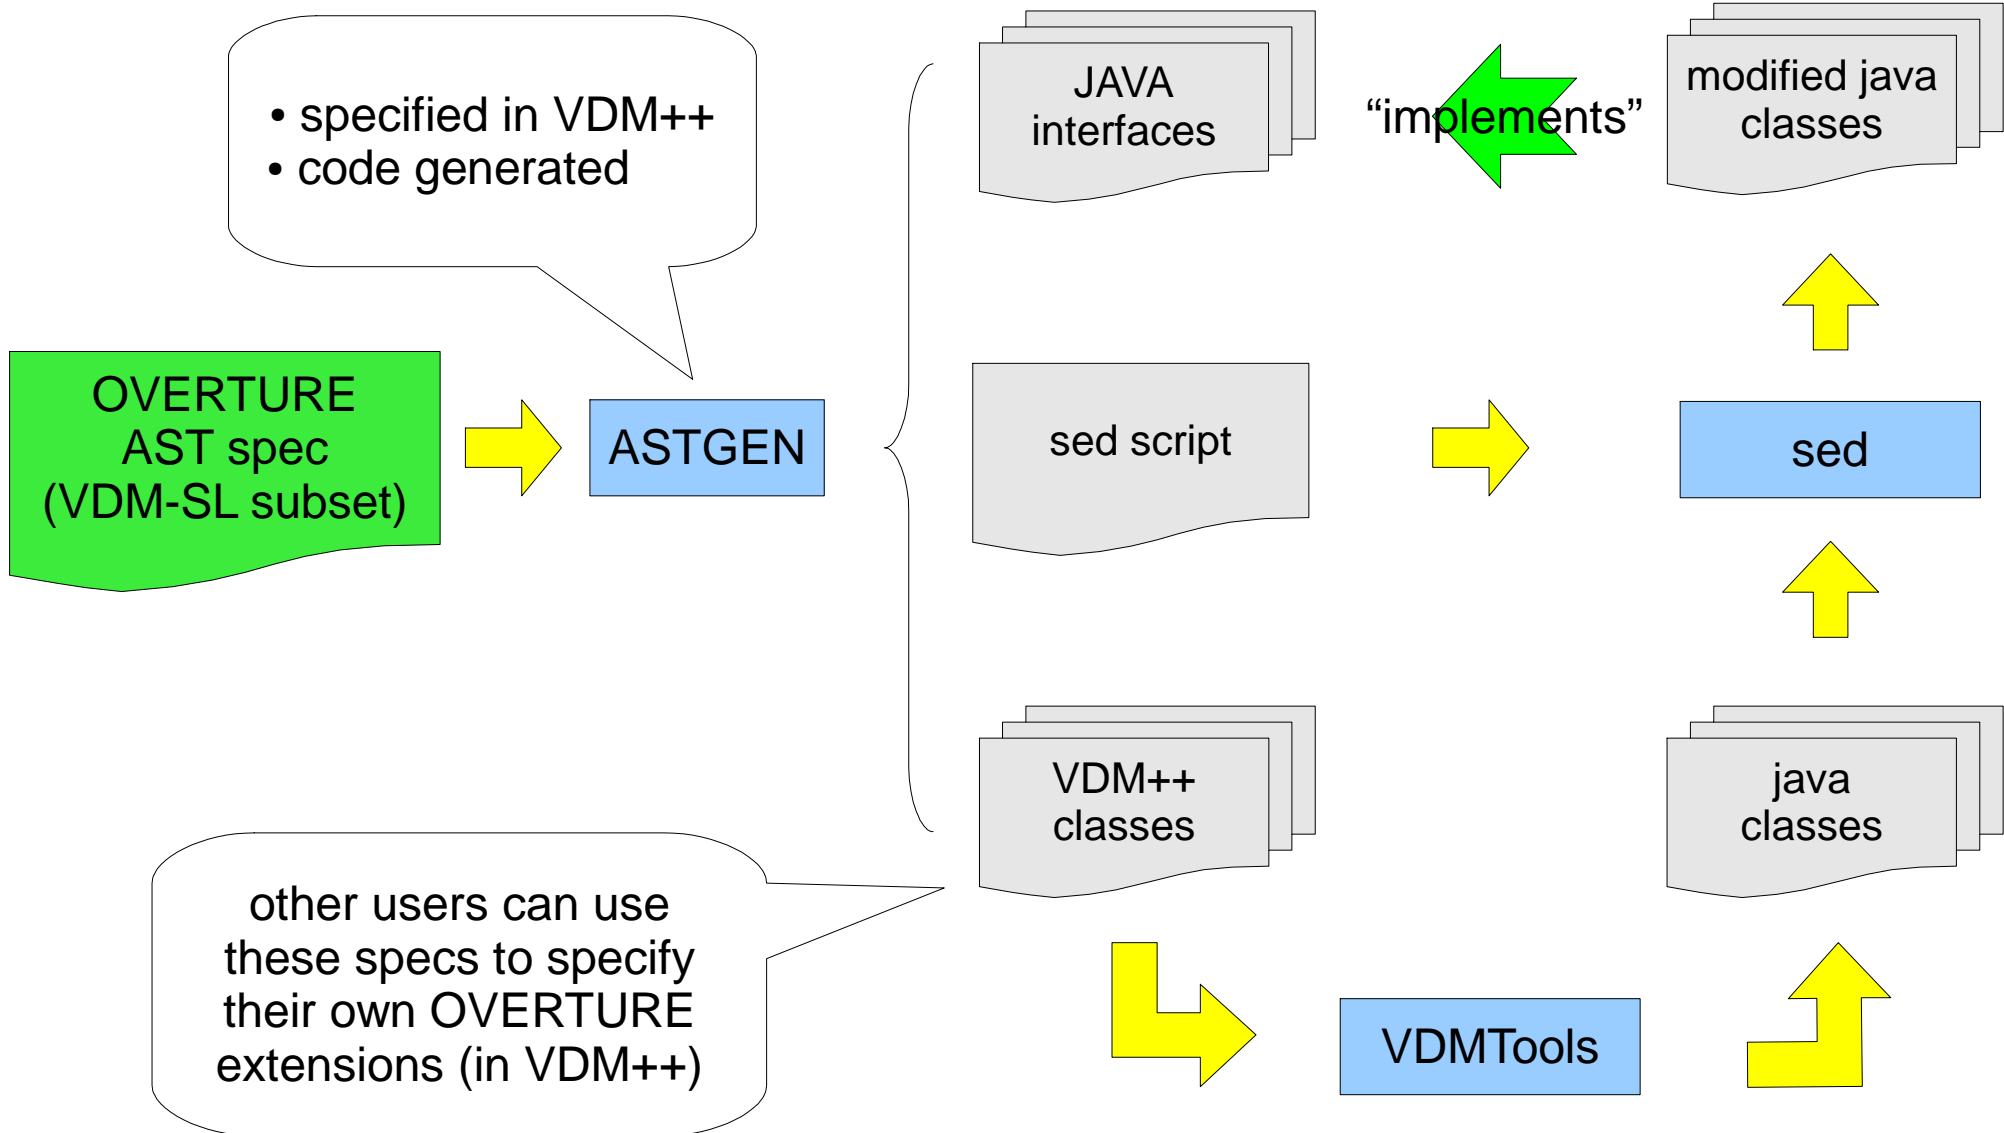 • specified in VDM++
• code generated
JAVA
interfaces
“implements”
modified java
classes
OVERTURE
AST spec
(VDM-SL subset)
ASTGEN
sed script
sed
VDM++
classes
java
classes
other users can use
these specs to specify
their own OVERTURE
extensions (in VDM++)
VDMTools